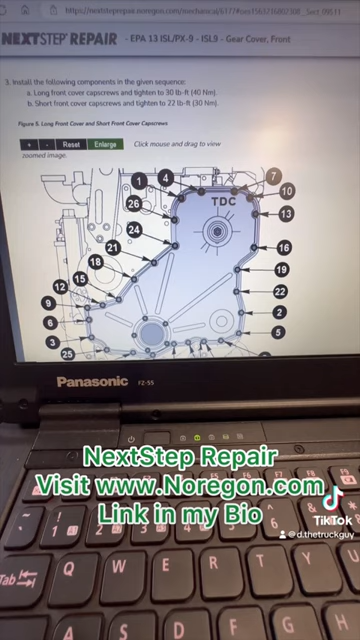 https://nextsteprepair.noregon.com/mechanical/
NEXTSTEP® REPAIR - EPA 13 ISL/PX-9 - ISL9 - Gear Cover, Front
3. Install the following components in the given sequence:
a. Long front cover capscrews and tighten to 30 lb-ft (40 Nm).
b. Short front cover capscrews and tighten to 22 lb-ft (30 Nm).
Figure 6. Long Front Cover and Short Front Cover Capscrews
+ - Reset Enlarge Click mouse and drag to view
zoomed image.
1 4 7
10
26 TDC 13
24
21 16
18 19
15
12 22
9
6 2
3 5
25
Panasonic FZ-55
NextStep Repair
Visit www.Noregon.com
Link in my Bio
TikTok
@d.thetruckguy
! 1
Tab
Q W E R T Y
A S D F G H